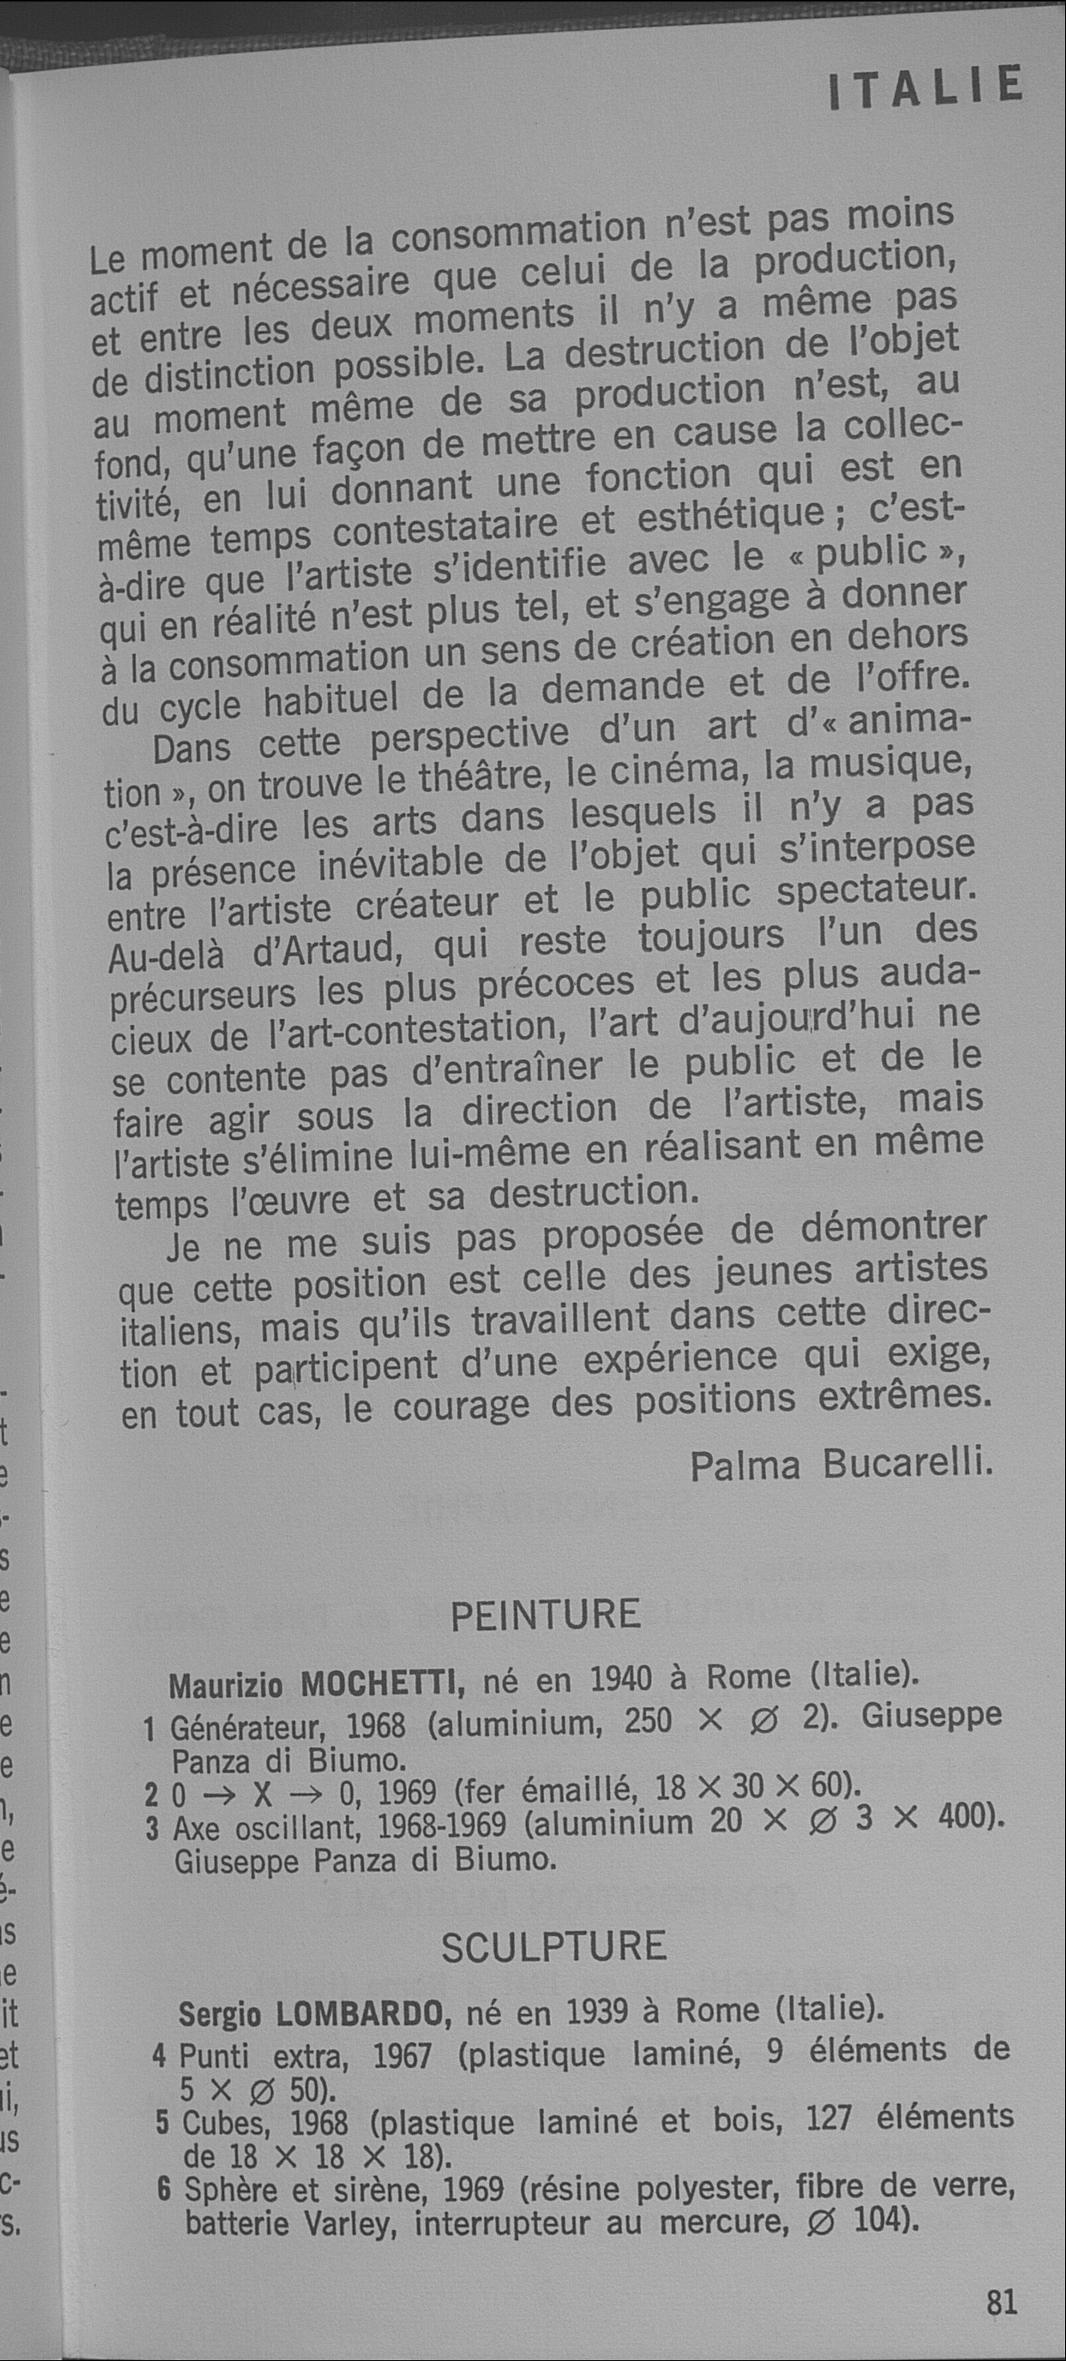 ITALIE
Le moment de la consommation n'est pas moins
actif et nécessaire que celui de la production,
et entre les deux moments il n'y a même pas
de distinction possible. La destruction de l'objet
au moment même de sa production n'est, au
fond, qu'une façon de mettre en cause la collec-
tivité, en lui donnant une fonction qui est en
même temps contestataire et esthétique ; c'est-
à-dire que l'artiste s'identifie avec le « public »,
qui en réalité n'est plus tel, et s'engage à donner
à la consommation un sens de création en dehors
du cycle habituel de la demande et de l'offre.
Dans cette perspective d'un art d'« anima-
tion », on trouve le théâtre, le cinéma, la musique,
c'est-à-dire les arts dans lesquels il n'y a pas
la présence inévitable de l'objet qui s'interpose
entre l'artiste créateur et le public spectateur.
Au-delà d'Artaud, qui reste toujours l'un des
précurseurs les plus précoces et les plus auda-
cieux de l'art-contestation, l'art d'aujourd'hui ne
se contente pas d'entraîner le public et de le
faire agir sous la direction de l'artiste, mais
l'artiste s'élimine lui-même en réalisant en même
temps l'œuvre et sa destruction.
Je ne me suis pas proposée de démontrer
que cette position est celle des jeunes artistes
italiens, mais qu'ils travaillent dans cette direc-
tion et participent d'une expérience qui exige,
en tout cas, le courage des positions extrêmes.
Palma Bucarelli.
PEINTURE
Maurizio MOCHETTI, né en 1940 à Rome (Italie).
1 Générateur, 1968 (aluminium, 250 × ∅ 2). Giuseppe
Panza di Biumo.
2 0 → X → 0, 1969 (fer émaillé, 18 × 30 × 60).
3 Axe oscillant, 1968-1969 (aluminium 20 × ∅ 3 × 400).
Giuseppe Panza di Biumo.
SCULPTURE
Sergio LOMBARDO, né en 1939 à Rome (Italie).
4 Punti extra, 1967 (plastique laminé, 9 éléments de
5 × ∅ 50).
5 Cubes, 1968 (plastique laminé et bois, 127 éléments
de 18 × 18 × 18).
6 Sphère et sirène, 1969 (résine polyester, fibre de verre,
batterie Varley, interrupteur au mercure, ∅ 104).
81